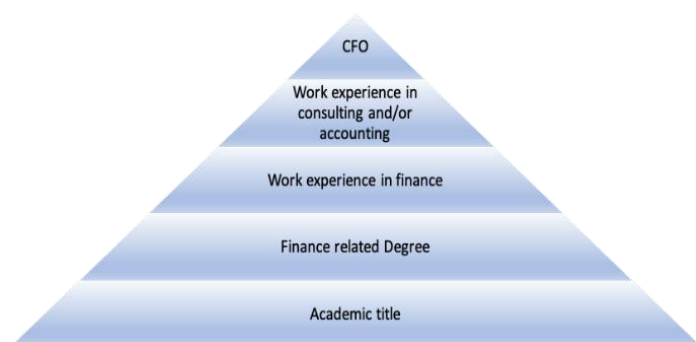 CFO
Work experience in
consulting and/or
accounting
Work experience in finance
Finance related Degree
Academic title